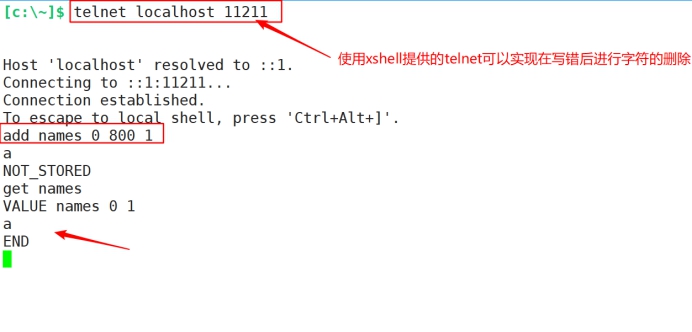 [c:\~]$ telnet localhost 11211
使用xshell提供的telnet可以实现在写错后进行字符的删除
Host 'localhost' resolved to ::1.
Connecting to ::1:11211...
Connection established.
To escape to local shell, press 'Ctrl+Alt+]'.
add names 0 800 1
a
NOT_STORED
get names
VALUE names 0 1
a
END